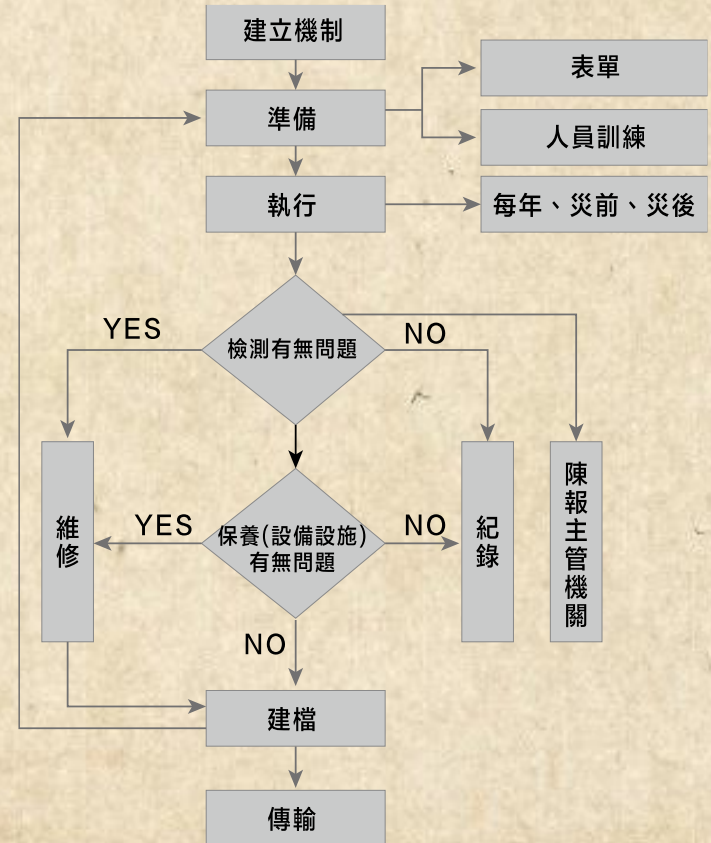 建立機制
表單
準備
人員訓練
執行
每年、災前、災後
YES
檢測有無問題
NO
維修
YES
保養(設備設施)
有無問題
NO
紀錄
陳報主管機關
NO
建檔
傳輸